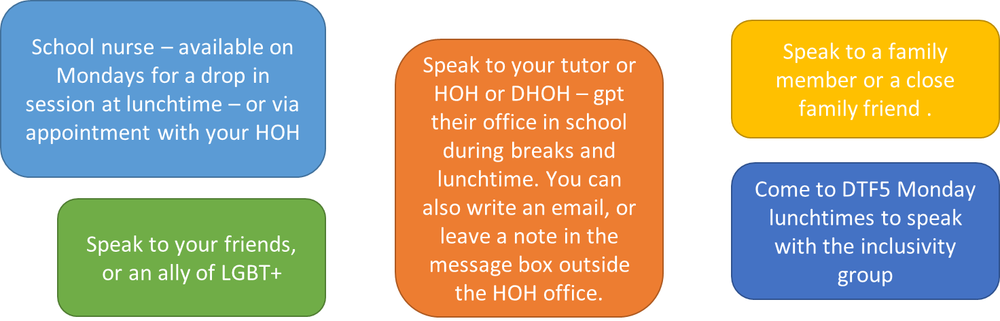 School nurse – available on
Mondays for a drop in
session at lunchtime – or via
appointment with your HOH
Speak to your friends,
or an ally of LGBT+
Speak to your tutor or
HOH or DHOH – gpt
their office in school
during breaks and
lunchtime. You can
also write an email, or
leave a note in the
message box outside
the HOH office.
Speak to a family
member or a close
family friend .
Come to DTF5 Monday
lunchtimes to speak
with the inclusivity
group